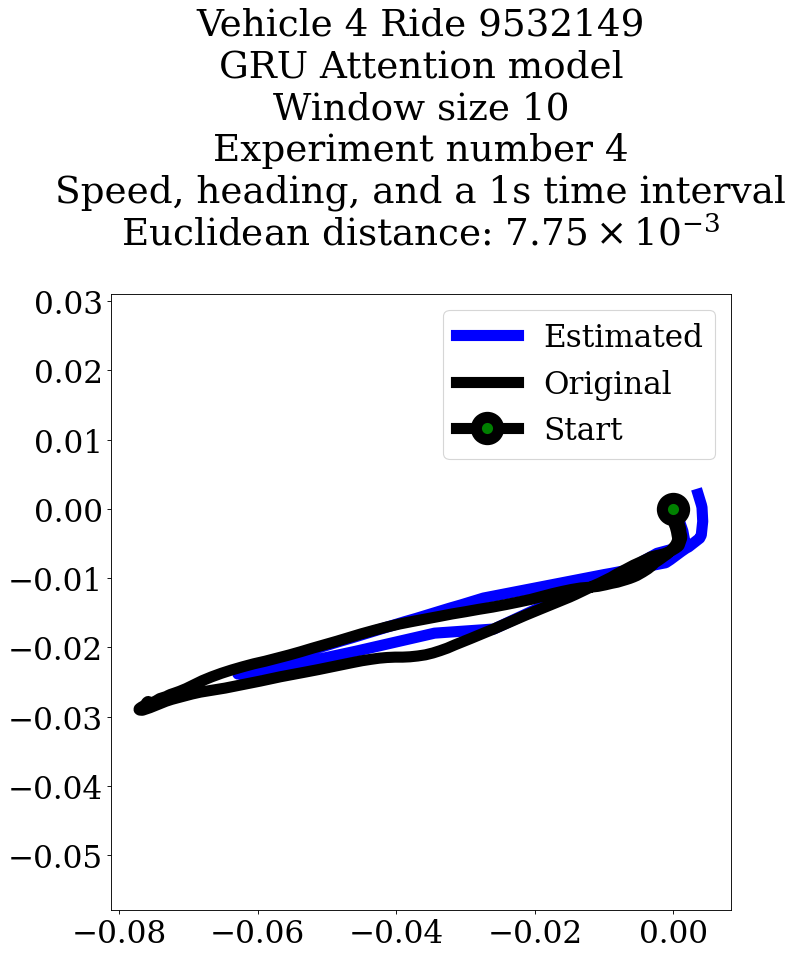 Vehicle 4 Ride 9532149
GRU Attention model
Window size 10
Experiment number 4
Speed, heading, and a 1s time interval
Euclidean distance: 7.75 × 10⁻³
0.03
Estimated
0.02
Original
0.01
Start
0.00
−0.01
−0.02
−0.03
−0.04
−0.05
−0.08 −0.06 −0.04 −0.02 0.00